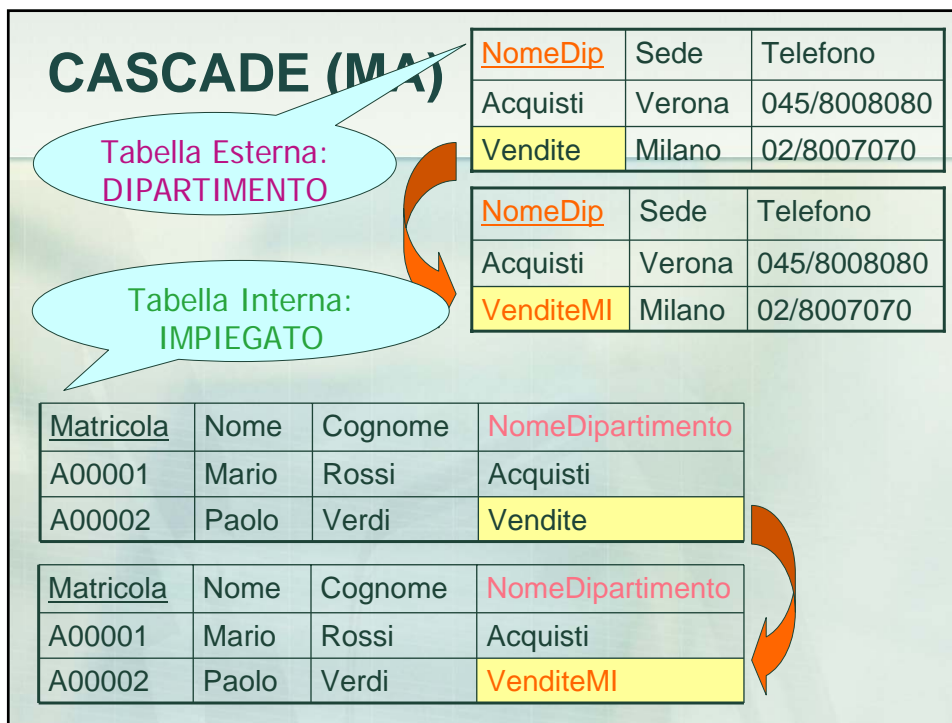 CASCADE (MA)
NomeDip Sede Telefono
Acquisti Verona 045/8008080
Vendite Milano 02/8007070
Tabella Esterna:
DIPARTIMENTO
NomeDip Sede Telefono
Acquisti Verona 045/8008080
VenditeMI Milano 02/8007070
Tabella Interna:
IMPIEGATO
Matricola Nome Cognome NomeDipartimento
A00001 Mario Rossi Acquisti
A00002 Paolo Verdi Vendite
Matricola Nome Cognome NomeDipartimento
A00001 Mario Rossi Acquisti
A00002 Paolo Verdi VenditeMI